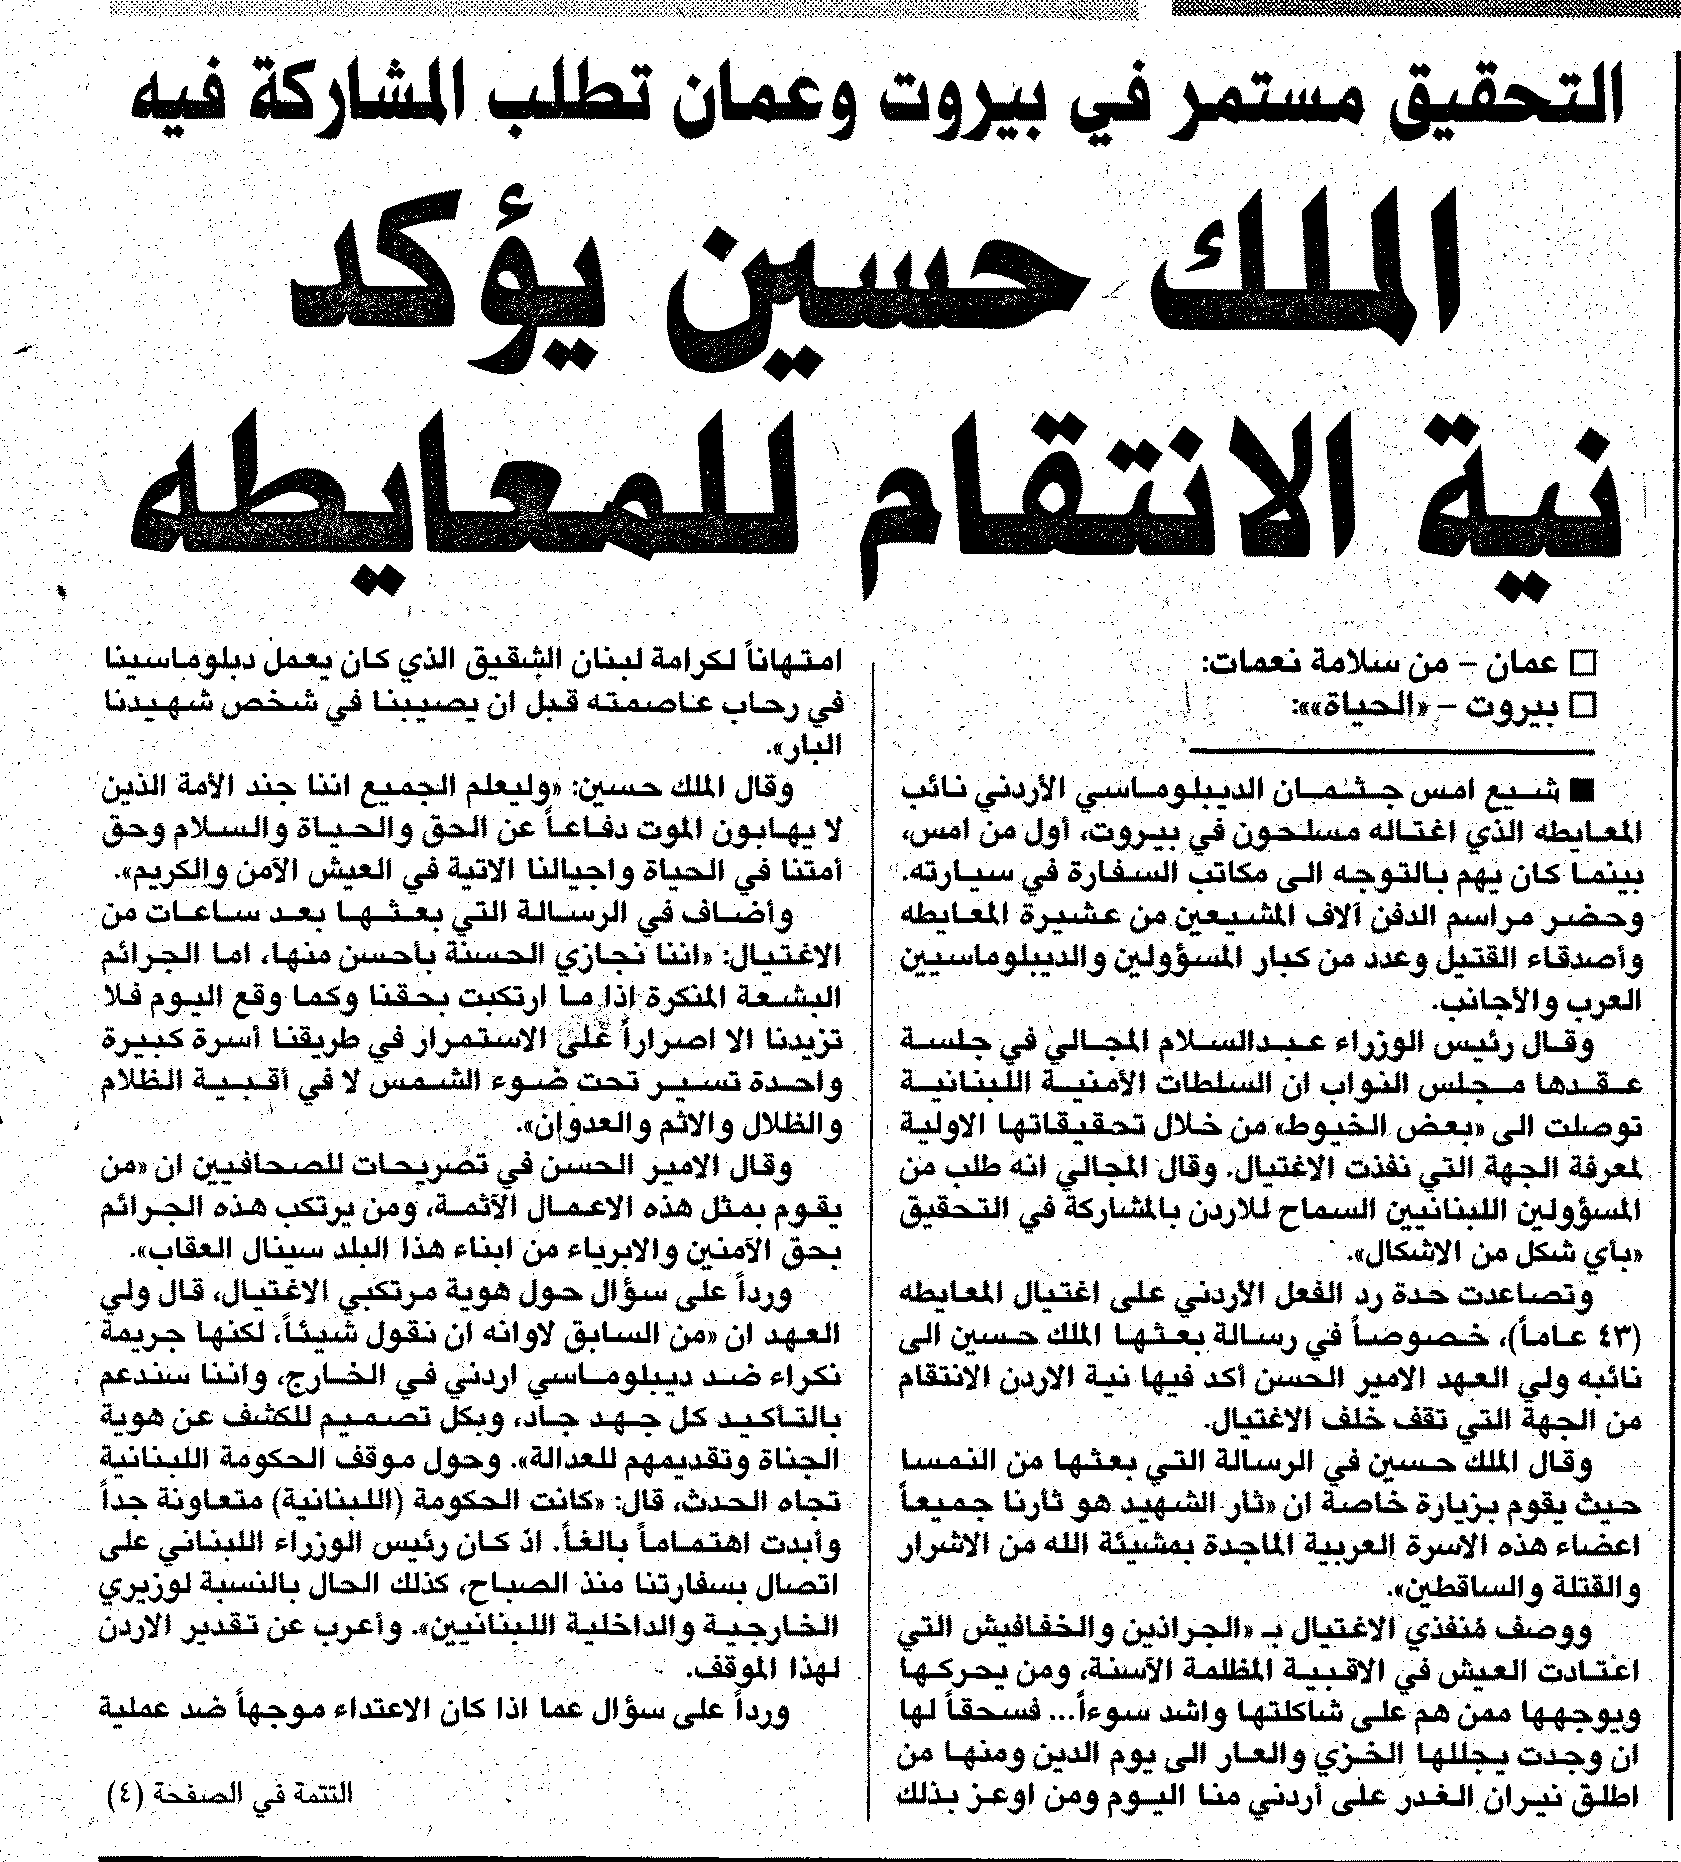 التحقيق مستمر في بيروت وعمان تطلب المشاركة فيه
الملك حسين يؤكد
نية الانتقام للمعايطه
□ عمان – من سلامة نعمات:
□ بيروت – «الحياة»»:
■ شيع امس جثمان الديبلوماسي الأردني نائب
المعايطه الذي اغتاله مسلحون في بيروت، أول من امس،
بينما كان يهم بالتوجه الى مكاتب السفارة في سيارته.
وحضر مراسم الدفن آلاف المشيعين من عشيرة المعايطه
وأصدقاء القتيل وعدد من كبار المسؤولين والديبلوماسيين
العرب والأجانب.
وقال رئيس الوزراء عبدالسلام المجالي في جلسة
عقدها مجلس النواب ان السلطات الأمنية اللبنانية
توصلت الى «بعض الخيوط» من خلال تحقيقاتها الاولية
لمعرفة الجهة التي نفذت الاغتيال. وقال المجالي انه طلب من
المسؤولين اللبنانيين السماح للاردن بالمشاركة في التحقيق
«بأي شكل من الاشكال».
وتصاعدت حدة رد الفعل الأردني على اغتيال المعايطه
(٤٣ عاماً)، خصوصاً في رسالة بعثها الملك حسين الى
نائبه ولي العهد الامير الحسن أكد فيها نية الاردن الانتقام
من الجهة التي تقف خلف الاغتيال.
وقال الملك حسين في الرسالة التي بعثها من النمسا
حيث يقوم بزيارة خاصة ان «ثأر الشهيد هو ثأرنا جميعاً
اعضاء هذه الاسرة العربية الماجدة بمشيئة الله من الاشرار
والقتلة والساقطين».
ووصف مُنفذي الاغتيال بـ «الجراذين والخفافيش التي
اعتادت العيش في الاقبية المظلمة الآسنة، ومن يحركها
ويوجهها ممن هم على شاكلتها واشد سوءاً... فسحقاً لها
ان وجدت يجللها الخزي والعار الى يوم الدين ومنها من
اطلق نيران الغدر على أردني منا اليوم ومن اوعز بذلك
امتهاناً لكرامة لبنان الشقيق الذي كان يعمل دبلوماسينا
في رحاب عاصمته قبل ان يصيبنا في شخص شهيدنا
البار».
وقال الملك حسين: «وليعلم الجميع اننا جند الأمة الذين
لا يهابون الموت دفاعاً عن الحق والحياة والسلام وحق
أمتنا في الحياة واجيالنا الاتية في العيش الآمن والكريم».
وأضاف في الرسالة التي بعثها بعد ساعات من
الاغتيال: «اننا نجازي الحسنة بأحسن منها، اما الجرائم
البشعة المنكرة اذا ما ارتكبت بحقنا وكما وقع اليوم فلا
تزيدنا الا اصراراً على الاستمرار في طريقنا أسرة كبيرة
واحدة تسير تحت ضوء الشمس لا في أقبية الظلام
والظلال والاثم والعدوان».
وقال الامير الحسن في تصريحات للصحافيين ان «من
يقوم بمثل هذه الاعمال الآثمة، ومن يرتكب هذه الجرائم
بحق الآمنين والابرياء من ابناء هذا البلد سينال العقاب».
ورداً على سؤال حول هوية مرتكبي الاغتيال، قال ولي
العهد ان «من السابق لاوانه ان نقول شيئاً، لكنها جريمة
نكراء ضد ديبلوماسي اردني في الخارج، واننا سندعم
بالتأكيد كل جهد جاد، وبكل تصميم للكشف عن هوية
الجناة وتقديمهم للعدالة». وحول موقف الحكومة اللبنانية
تجاه الحدث، قال: «كانت الحكومة (اللبنانية) متعاونة جداً
وأبدت اهتماماً بالغاً. اذ كان رئيس الوزراء اللبناني على
اتصال بسفارتنا منذ الصباح، كذلك الحال بالنسبة لوزيري
الخارجية والداخلية اللبنانيين». وأعرب عن تقدير الاردن
لهذا الموقف.
ورداً على سؤال عما اذا كان الاعتداء موجهاً ضد عملية
التتمة في الصفحة (٤)